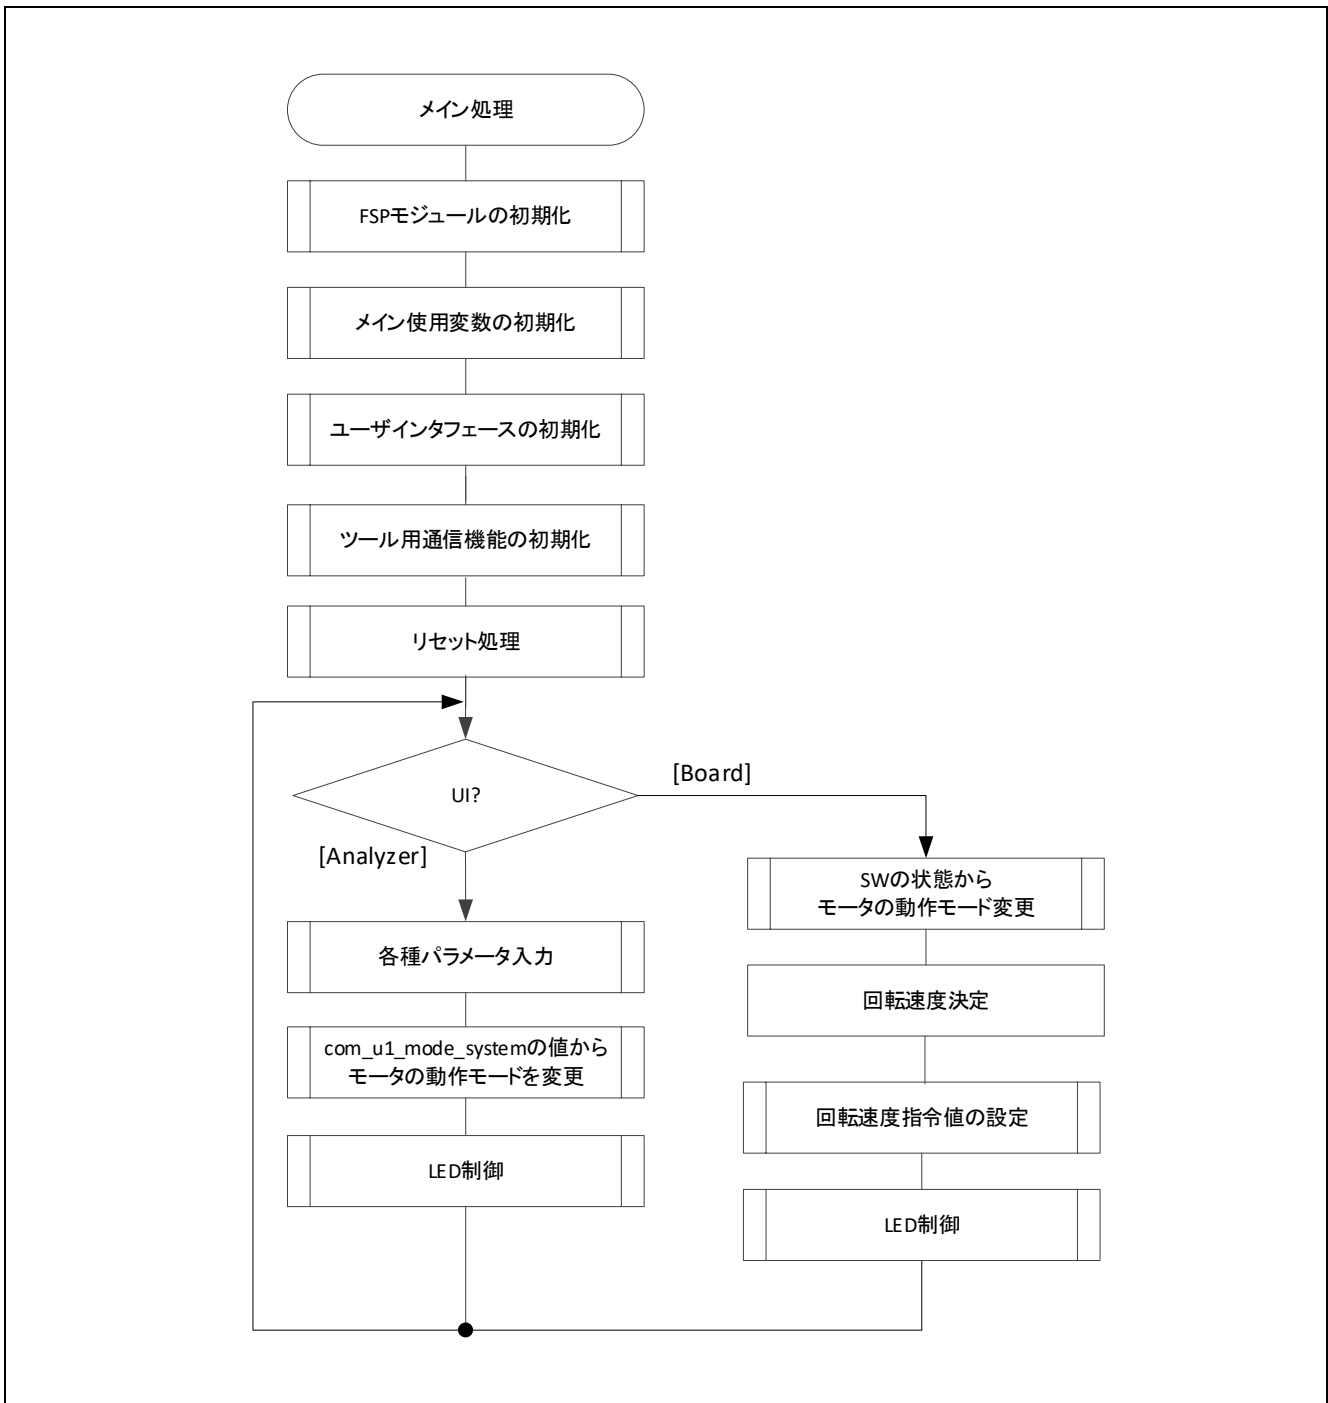 メイン処理
FSPモジュールの初期化
メイン使用変数の初期化
ユーザインタフェースの初期化
ツール用通信機能の初期化
リセット処理
UI?
[Board]
[Analyzer]
各種パラメータ入力
com_u1_mode_systemの値から
モータの動作モードを変更
LED制御
SWの状態から
モータの動作モード変更
回転速度決定
回転速度指令値の設定
LED制御